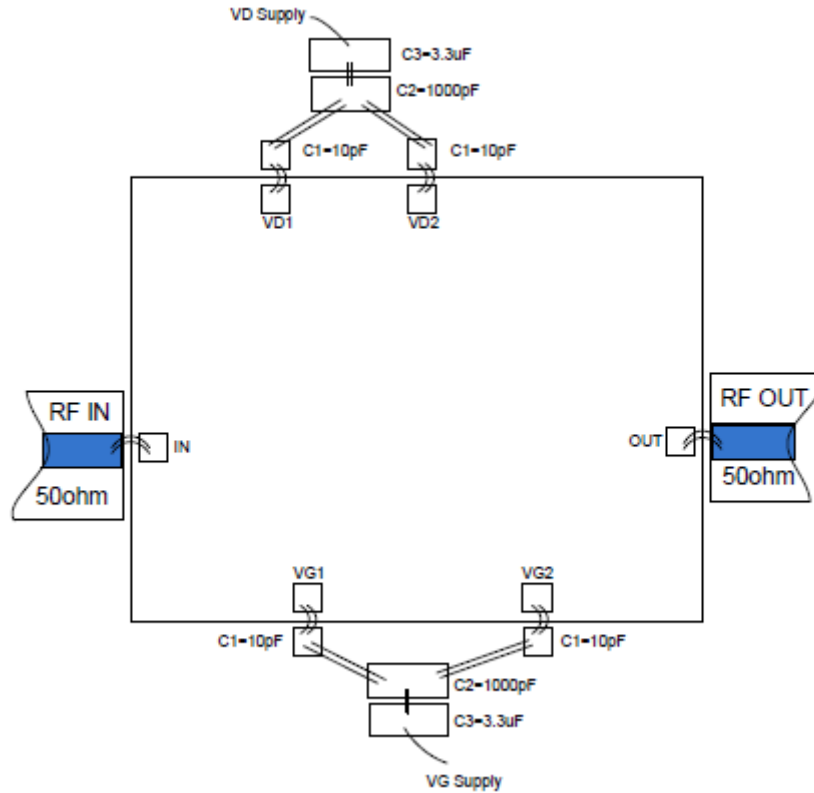 VD Supply
C3=3.3uF
C2=1000pF
C1=10pF
C1=10pF
VD1
VD2
RF IN
50ohm
IN
OUT
RF OUT
50ohm
VG1
VG2
C1=10pF
C1=10pF
C2=1000pF
C3=3.3uF
VG Supply